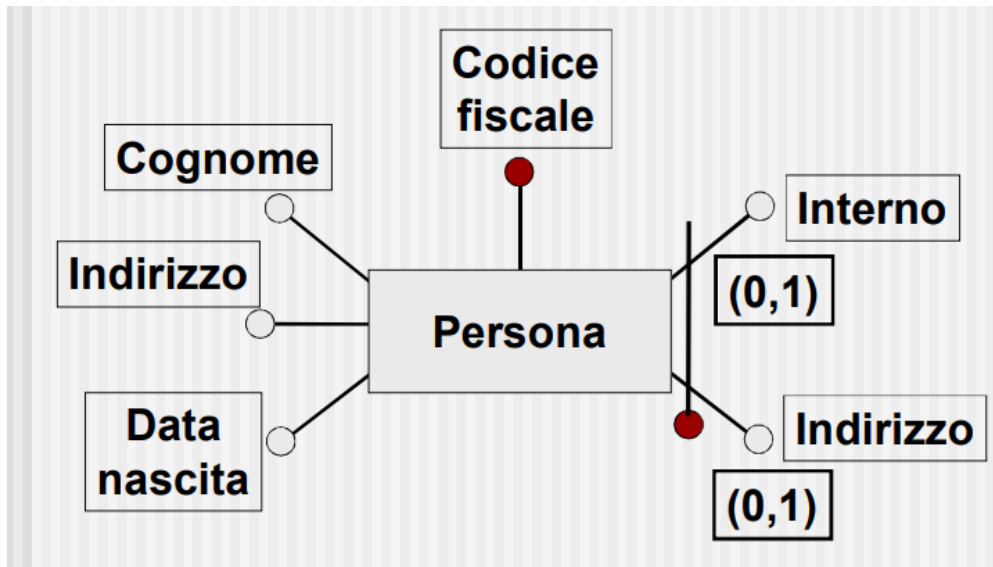 Codice
fiscale
Cognome
Interno
Indirizzo
(0,1)
Persona
Data
nascita
Indirizzo
(0,1)